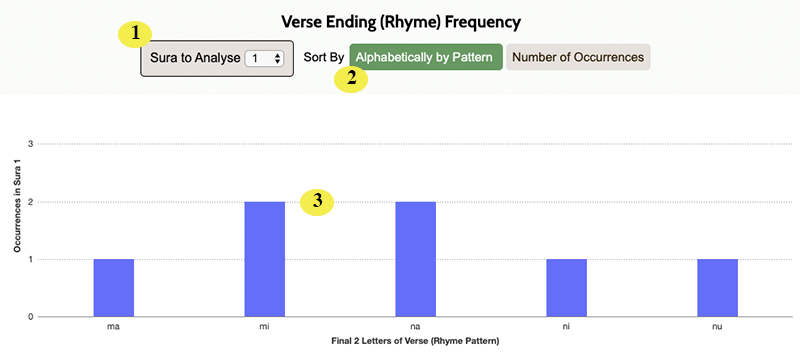 Verse Ending (Rhyme) Frequency
1
Sura to Analyse 1 Sort By Alphabetically by Pattern Number of Occurrences
2
3
Occurrences in Sura 1
3
2
1
0
ma mi na ni nu
Final 2 Letters of Verse (Rhyme Pattern)